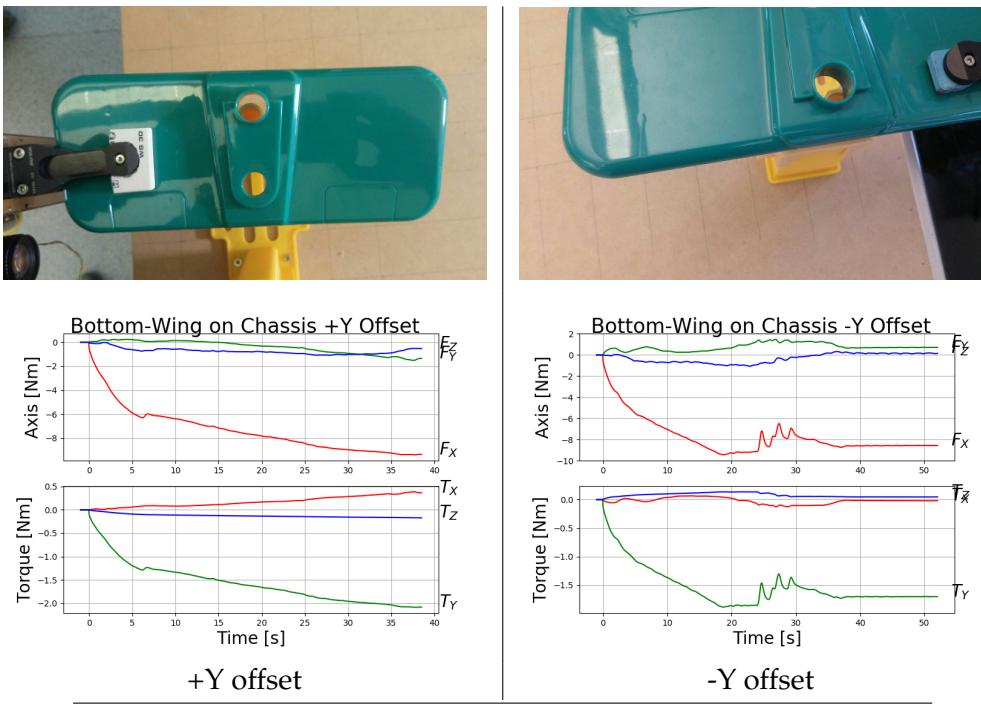 WS 3D
Bottom-Wing on Chassis +Y Offset
Axis [Nm]
0
−2
−4
−6
−8
0 5 10 15 20 25 30 35 40
F_Z
F_Y
F_X
Torque [Nm]
0.5
0.0
−0.5
−1.0
−1.5
−2.0
0 5 10 15 20 25 30 35 40
T_X
T_Z
T_Y
Time [s]
+Y offset
Bottom-Wing on Chassis -Y Offset
Axis [Nm]
2
0
−2
−4
−6
−8
−10
0 10 20 30 40 50
F_Y
F_Z
F_X
Torque [Nm]
0.0
−0.5
−1.0
−1.5
0 10 20 30 40 50
T_Z
T_X
T_Y
Time [s]
-Y offset